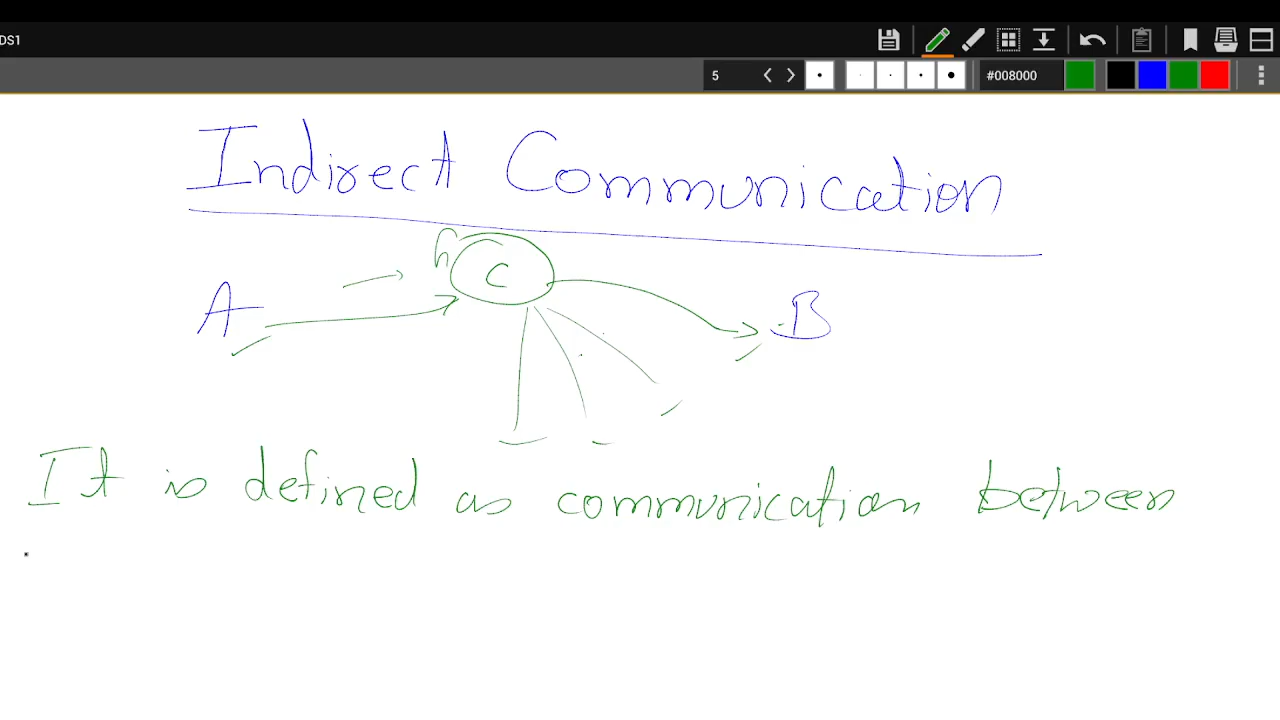 DS1
5
#008000
Indirect Communication
C
A
B
It is defined as communication between